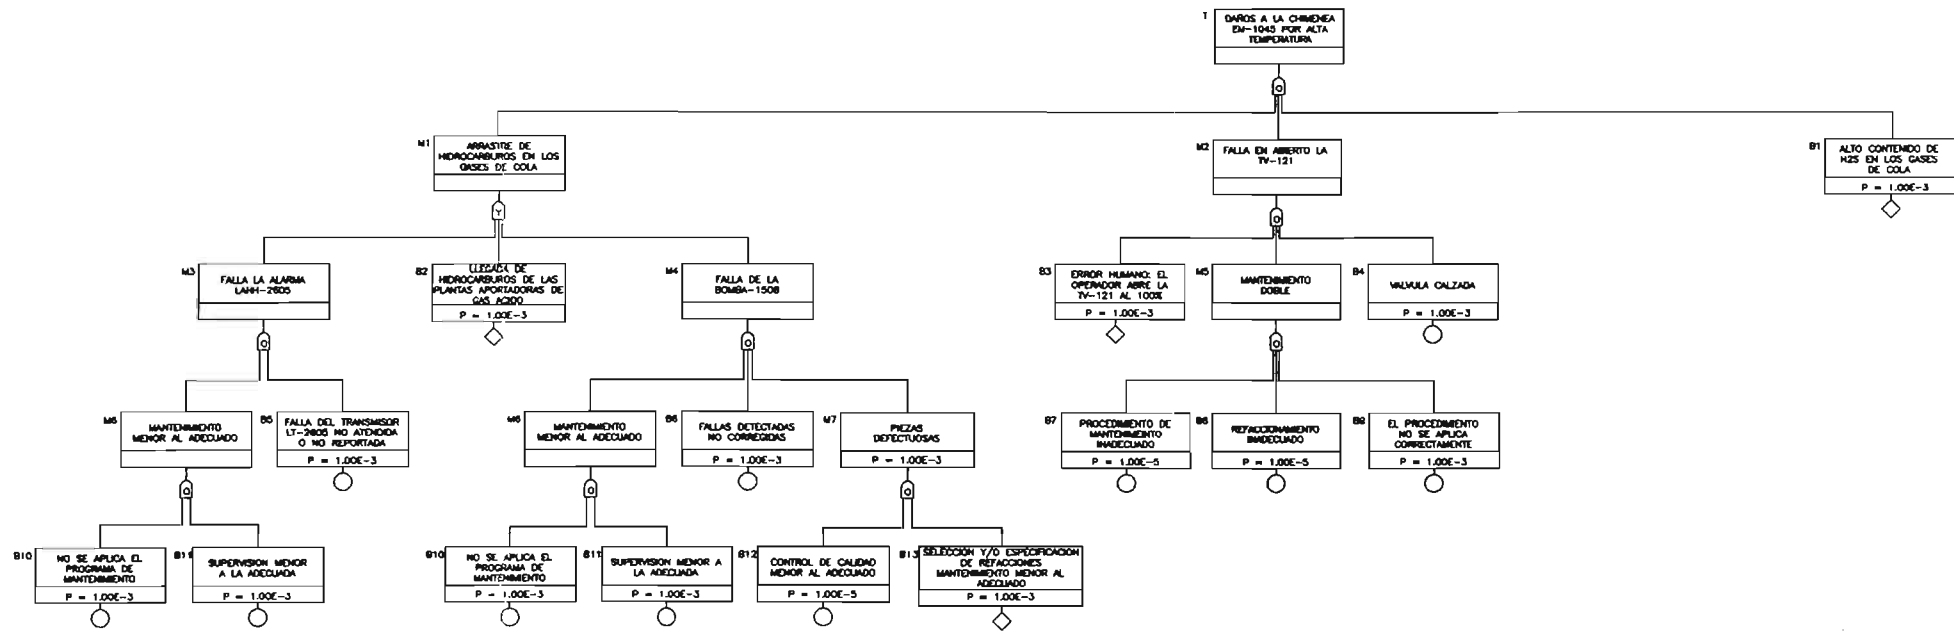 T
DAÑOS A LA CHIMENEA
EM-1045 POR ALTA
TEMPERATURA
M1
ARRASTRE DE
HIDROCARBUROS EN LOS
GASES DE COLA
Y
M2
FALLA EN ABIERTO LA
TV-121
O
B1
ALTO CONTENIDO DE
H2S EN LOS GASES
DE COLA
P = 1.00E-3
M3
FALLA LA ALARMA
LAHH-2605
O
B2
LLEGADA DE
HIDROCARBUROS DE LAS
PLANTAS APORTADORAS DE
GAS ACIDO
P = 1.00E-3
M4
FALLA DE LA
BOMBA-1508
O
B3
ERROR HUMANO: EL
OPERADOR ABRE LA
TV-121 AL 100%
P = 1.00E-3
M5
MANTENIMIENTO
DOBLE
O
B4
VALVULA CALZADA
P = 1.00E-3
M6
MANTENIMIENTO
MENOR AL ADECUADO
O
B5
FALLA DEL TRANSMISOR
LT-2605 NO ATENDIDA
O NO REPORTADA
P = 1.00E-3
M6
MANTENIMIENTO
MENOR AL ADECUADO
O
B6
FALLAS DETECTADAS
NO CORREGIDAS
P = 1.00E-3
M7
PIEZAS
DEFECTUOSAS
P = 1.00E-3
O
B7
PROCEDIMIENTO DE
MANTENIMEINTO
INADECUADO
P = 1.00E-5
B8
REFACCIONAMIENTO
INADECUADO
P = 1.00E-5
B9
EL PROCEDIMIENTO
NO SE APLICA
CORRECTAMENTE
P = 1.00E-3
B10
NO SE APLICA EL
PROGRAMA DE
MANTENIMIENTO
P = 1.00E-3
B11
SUPERVISION MENOR
A LA ADECUADA
P = 1.00E-3
B10
NO SE APLICA EL
PROGRAMA DE
MANTENIMIENTO
P = 1.00E-3
B11
SUPERVISION MENOR A
LA ADECUADA
P = 1.00E-3
B12
CONTROL DE CALIDAD
MENOR AL ADECUADO
P = 1.00E-5
B13
SELECCION Y/O ESPECIFICACION
DE REFACCIONES
MANTENIMIENTO MENOR AL
ADECUADO
P = 1.00E-3